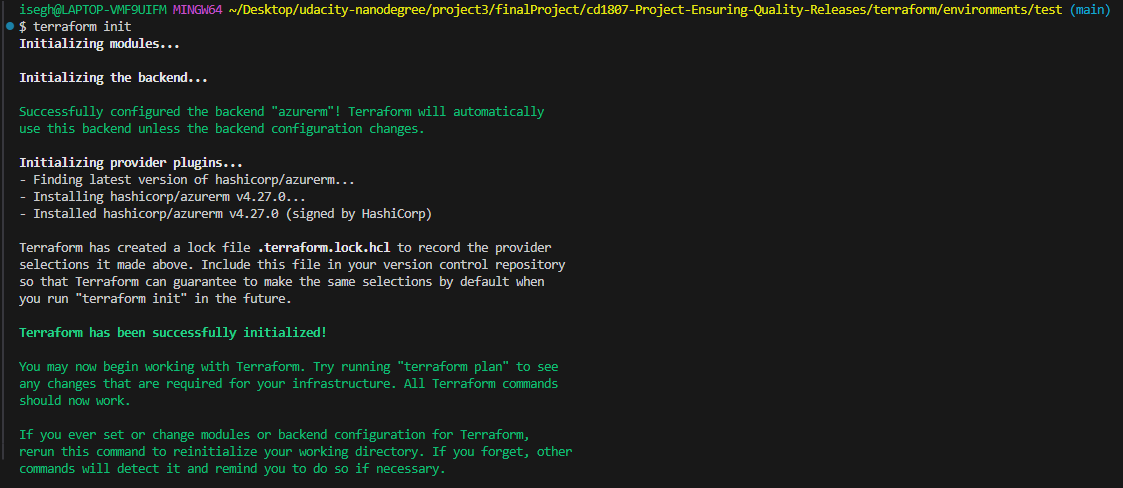 isegh@LAPTOP-VMF9UIFM MINGW64 ~/Desktop/udacity-nanodegree/project3/finalProject/cd1807-Project-Ensuring-Quality-Releases/terraform/environments/test (main)
$ terraform init
Initializing modules...
Initializing the backend...
Successfully configured the backend "azurerm"! Terraform will automatically
use this backend unless the backend configuration changes.
Initializing provider plugins...
- Finding latest version of hashicorp/azurerm...
- Installing hashicorp/azurerm v4.27.0...
- Installed hashicorp/azurerm v4.27.0 (signed by HashiCorp)
Terraform has created a lock file .terraform.lock.hcl to record the provider
selections it made above. Include this file in your version control repository
so that Terraform can guarantee to make the same selections by default when
you run "terraform init" in the future.
Terraform has been successfully initialized!
You may now begin working with Terraform. Try running "terraform plan" to see
any changes that are required for your infrastructure. All Terraform commands
should now work.
If you ever set or change modules or backend configuration for Terraform,
rerun this command to reinitialize your working directory. If you forget, other
commands will detect it and remind you to do so if necessary.